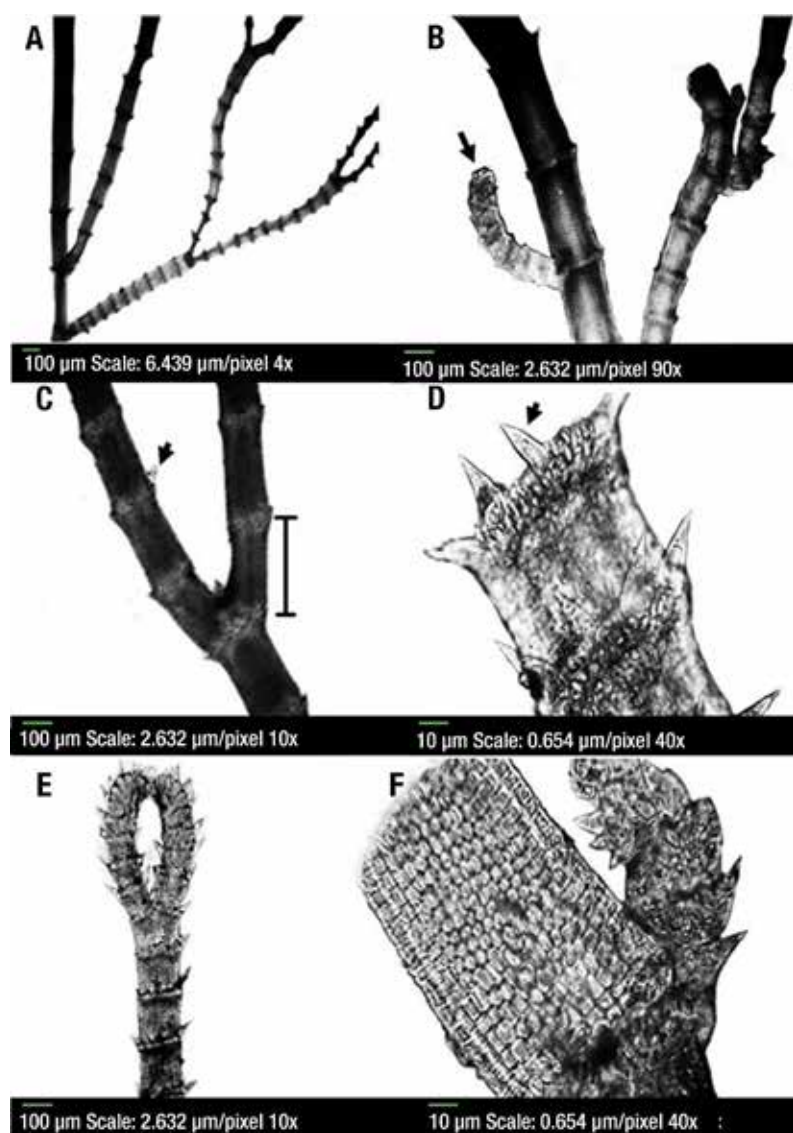 A
B
100 µm Scale: 6.439 µm/pixel 4x
100 µm Scale: 2.632 µm/pixel 90x
C
D
100 µm Scale: 2.632 µm/pixel 10x
10 µm Scale: 0.654 µm/pixel 40x
E
F
100 µm Scale: 2.632 µm/pixel 10x
10 µm Scale: 0.654 µm/pixel 40x :